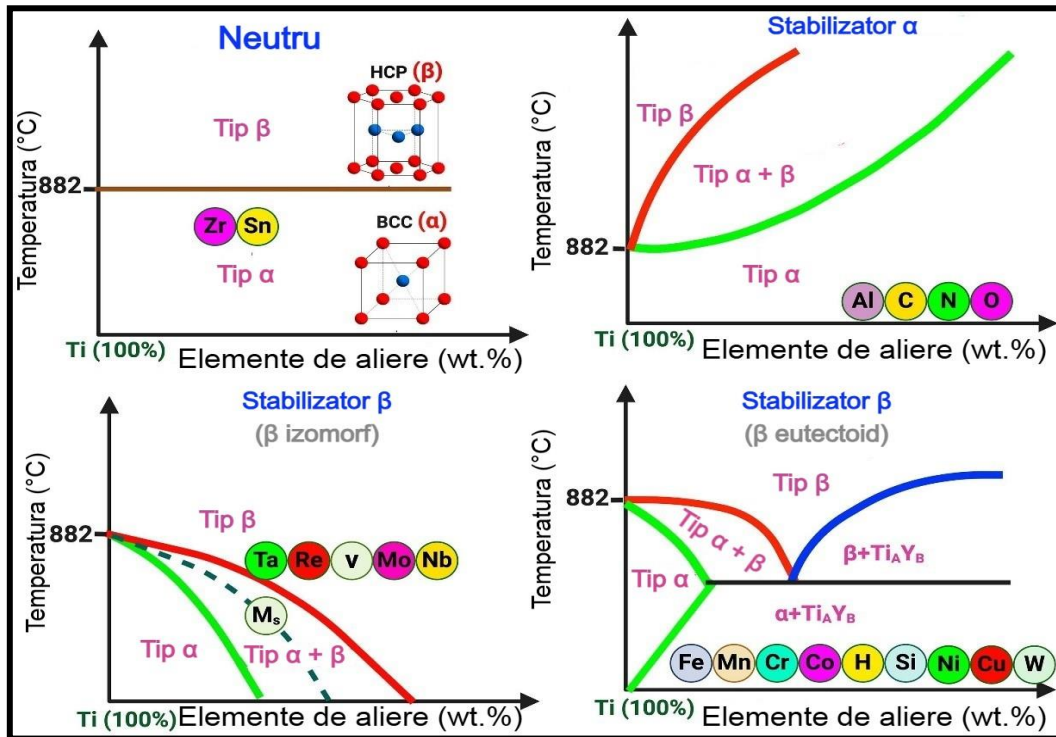 Neutru
HCP (β)
Tip β
Temperatura (°C)
882
Zr Sn
BCC (α)
Tip α
Ti (100%)
Elemente de aliere (wt.%)
Stabilizator α
Tip β
Tip α + β
Temperatura (°C)
882
Tip α
Al C N O
Ti (100%)
Elemente de aliere (wt.%)
Stabilizator β
(β izomorf)
Temperatura (°C)
882
Tip β
Ta Re v Mo Nb
Ms
Tip α
Tip α + β
Ti (100%)
Elemente de aliere (wt.%)
Stabilizator β
(β eutectoid)
Temperatura (°C)
882
Tip β
Tip α + β
β+TiAYB
Tip α
α+TiAYB
Fe Mn Cr Co H Si Ni Cu W
Ti (100%)
Elemente de aliere (wt.%)